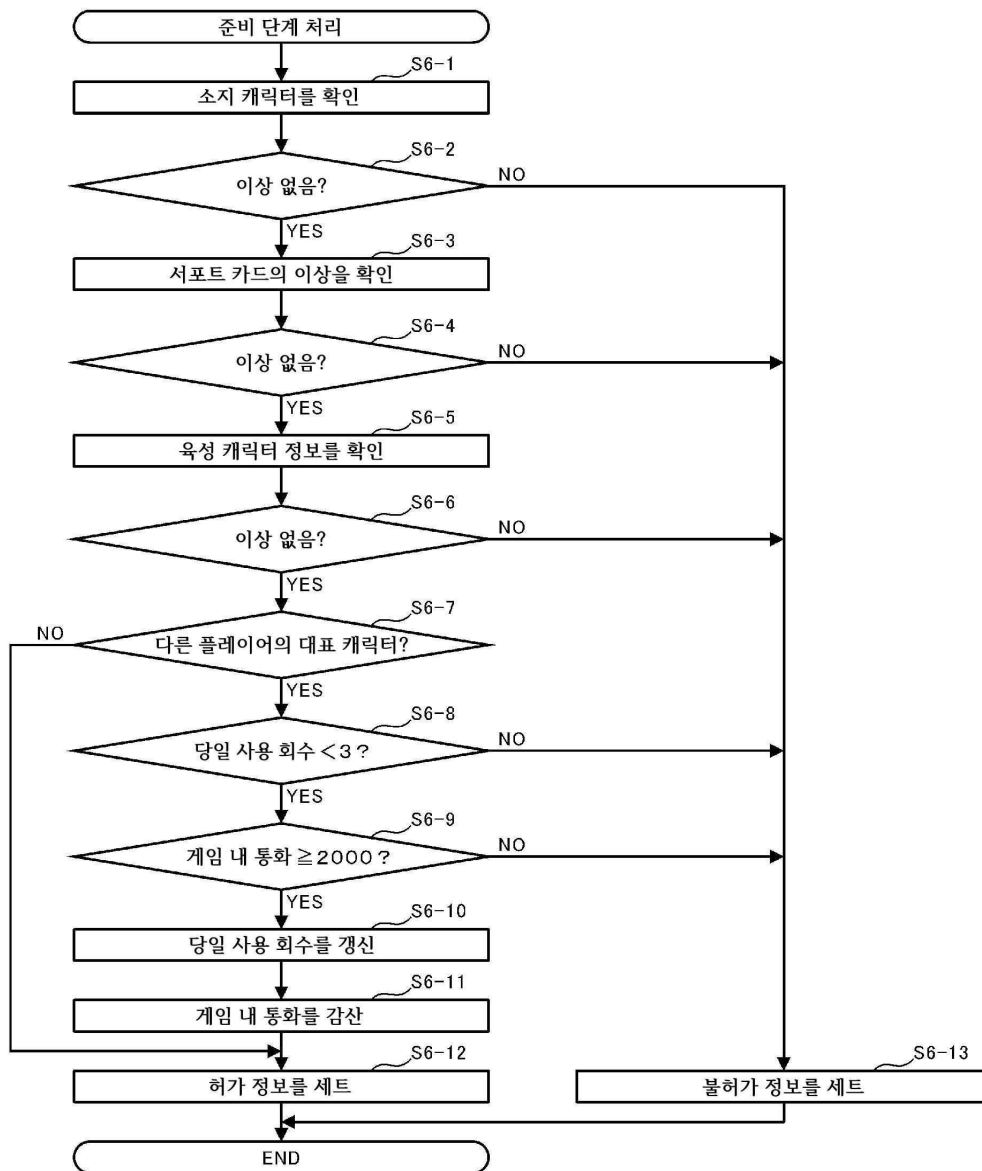 준비 단계 처리
S6-1
소지 캐릭터를 확인
S6-2
이상 없음?
NO
YES
S6-3
서포트 카드의 이상을 확인
S6-4
이상 없음?
NO
YES
S6-5
육성 캐릭터 정보를 확인
S6-6
이상 없음?
NO
YES
S6-7
NO
다른 플레이어의 대표 캐릭터?
YES
S6-8
당일 사용 회수 <3?
NO
YES
S6-9
게임 내 통화 ≧2000?
NO
YES
S6-10
당일 사용 회수를 갱신
S6-11
게임 내 통화를 감산
S6-12
허가 정보를 세트
S6-13
불허가 정보를 세트
END